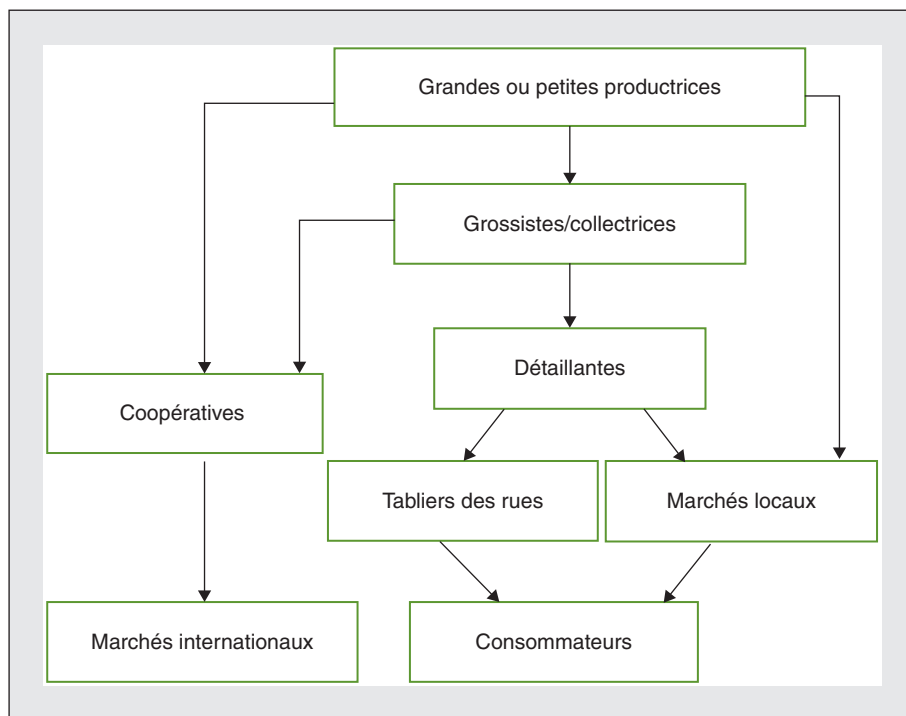 Grandes ou petites productrices
Grossistes/collectrices
Détaillantes
Coopératives
Tabliers des rues
Marchés locaux
Marchés internationaux
Consommateurs